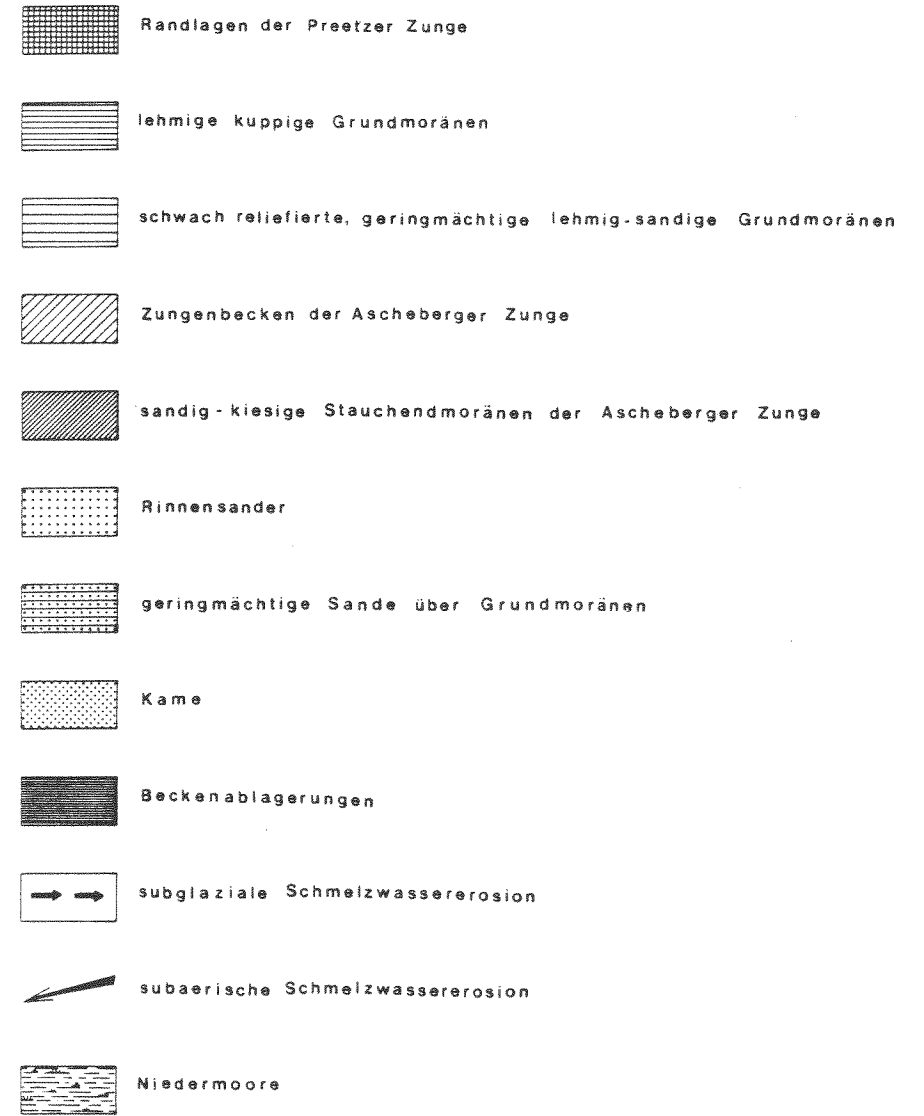 Randlagen der Preetzer Zunge
lehmige kuppige Grundmoränen
schwach reliefierte, geringmächtige lehmig-sandige Grundmoränen
Zungenbecken der Ascheberger Zunge
sandig-kiesige Stauchendmoränen der Ascheberger Zunge
Rinnensander
geringmächtige Sande über Grundmoränen
Kame
Beckenablagerungen
subglaziale Schmelzwassererosion
subaerische Schmelzwassererosion
Niedermoore